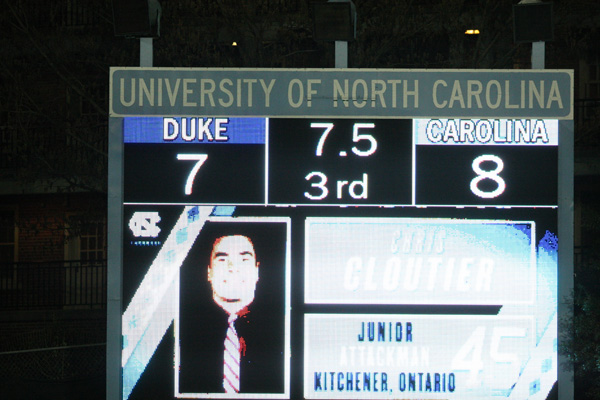 UNIVERSITY OF NORTH CAROLINA
DUKE 7.5 CAROLINA
7 3rd 8
CHRIS
CLOUTIER
JUNIOR
ATTACKMAN 45
KITCHENER, ONTARIO